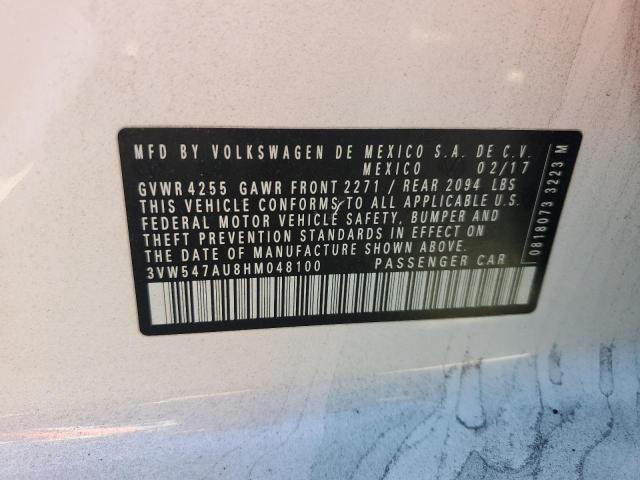 MFD BY VOLKSWAGEN DE MEXICO S.A. DE C.V.
MEXICO 02/17
GVWR 4255 GAWR FRONT 2271 / REAR 2094 LBS
THIS VEHICLE CONFORMS TO ALL APPLICABLE U.S.
FEDERAL MOTOR VEHICLE SAFETY, BUMPER AND
THEFT PREVENTION STANDARDS IN EFFECT ON
THE DATE OF MANUFACTURE SHOWN ABOVE.
3VW547AU8HM048100 PASSENGER CAR
0818073 3223 M